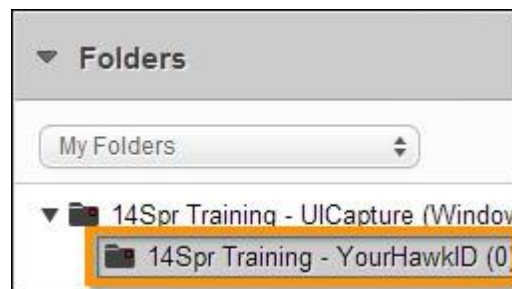 Folders
My Folders
14Spr Training - UICapture (Window
14Spr Training - YourHawkID (0)